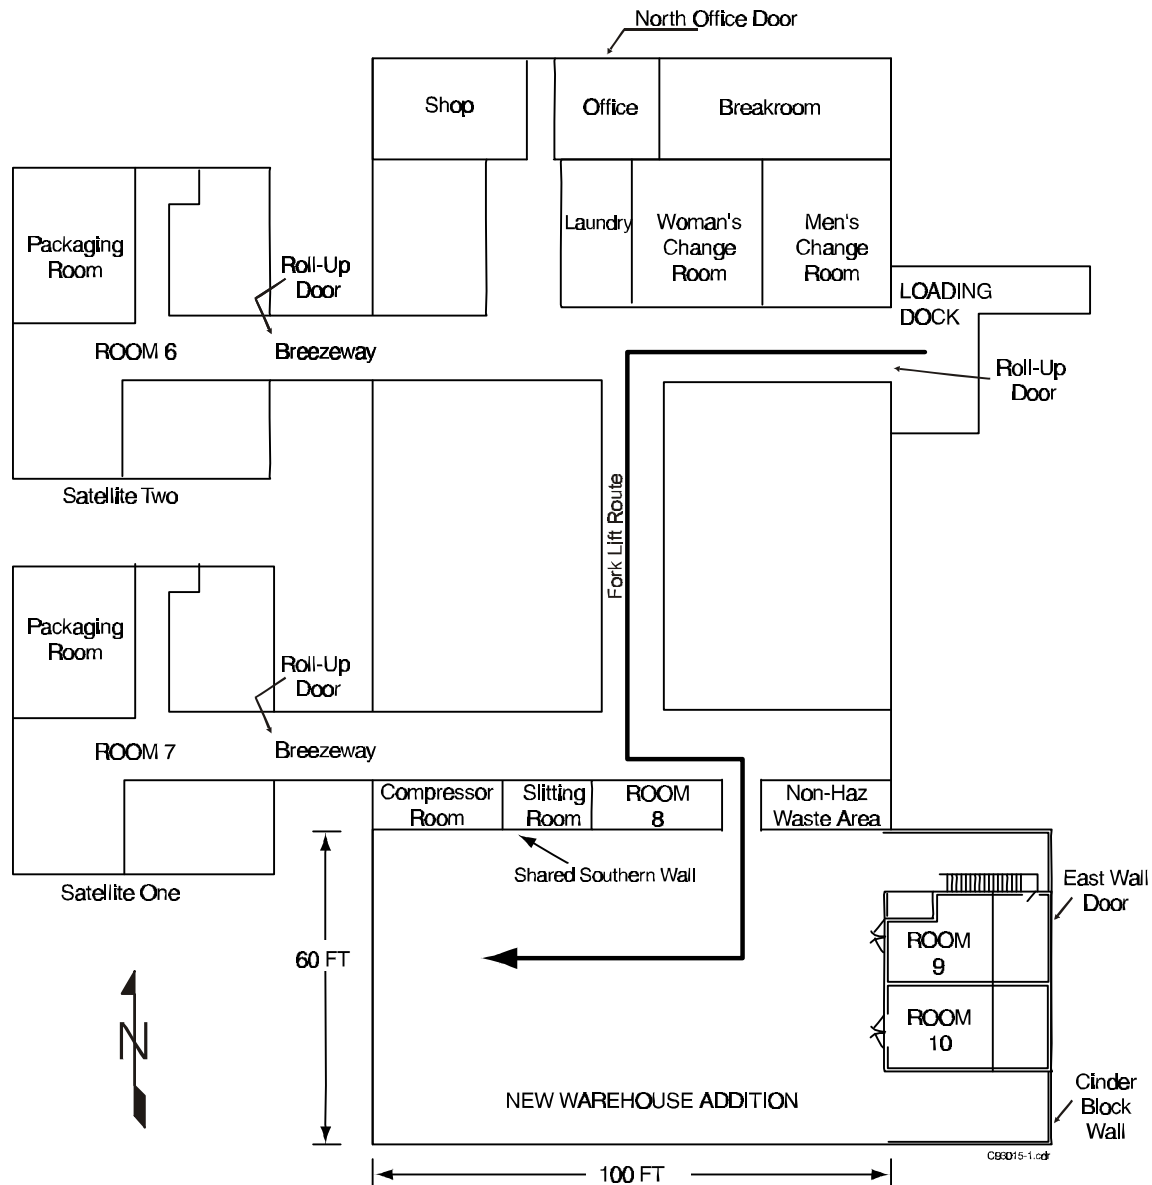 North Office Door
Shop
Office
Breakroom
Laundry
Woman's
Change
Room
Men's
Change
Room
Packaging
Room
Roll-Up
Door
LOADING
DOCK
ROOM 6
Breezeway
Roll-Up
Door
Satellite Two
Fork Lift Route
Packaging
Room
Roll-Up
Door
ROOM 7
Breezeway
Compressor
Room
Slitting
Room
ROOM
8
Non-Haz
Waste Area
Shared Southern Wall
Satellite One
East Wall
Door
60 FT
ROOM
9
ROOM
10
N
NEW WAREHOUSE ADDITION
Cinder
Block
Wall
C93015-1.cdr
100 FT